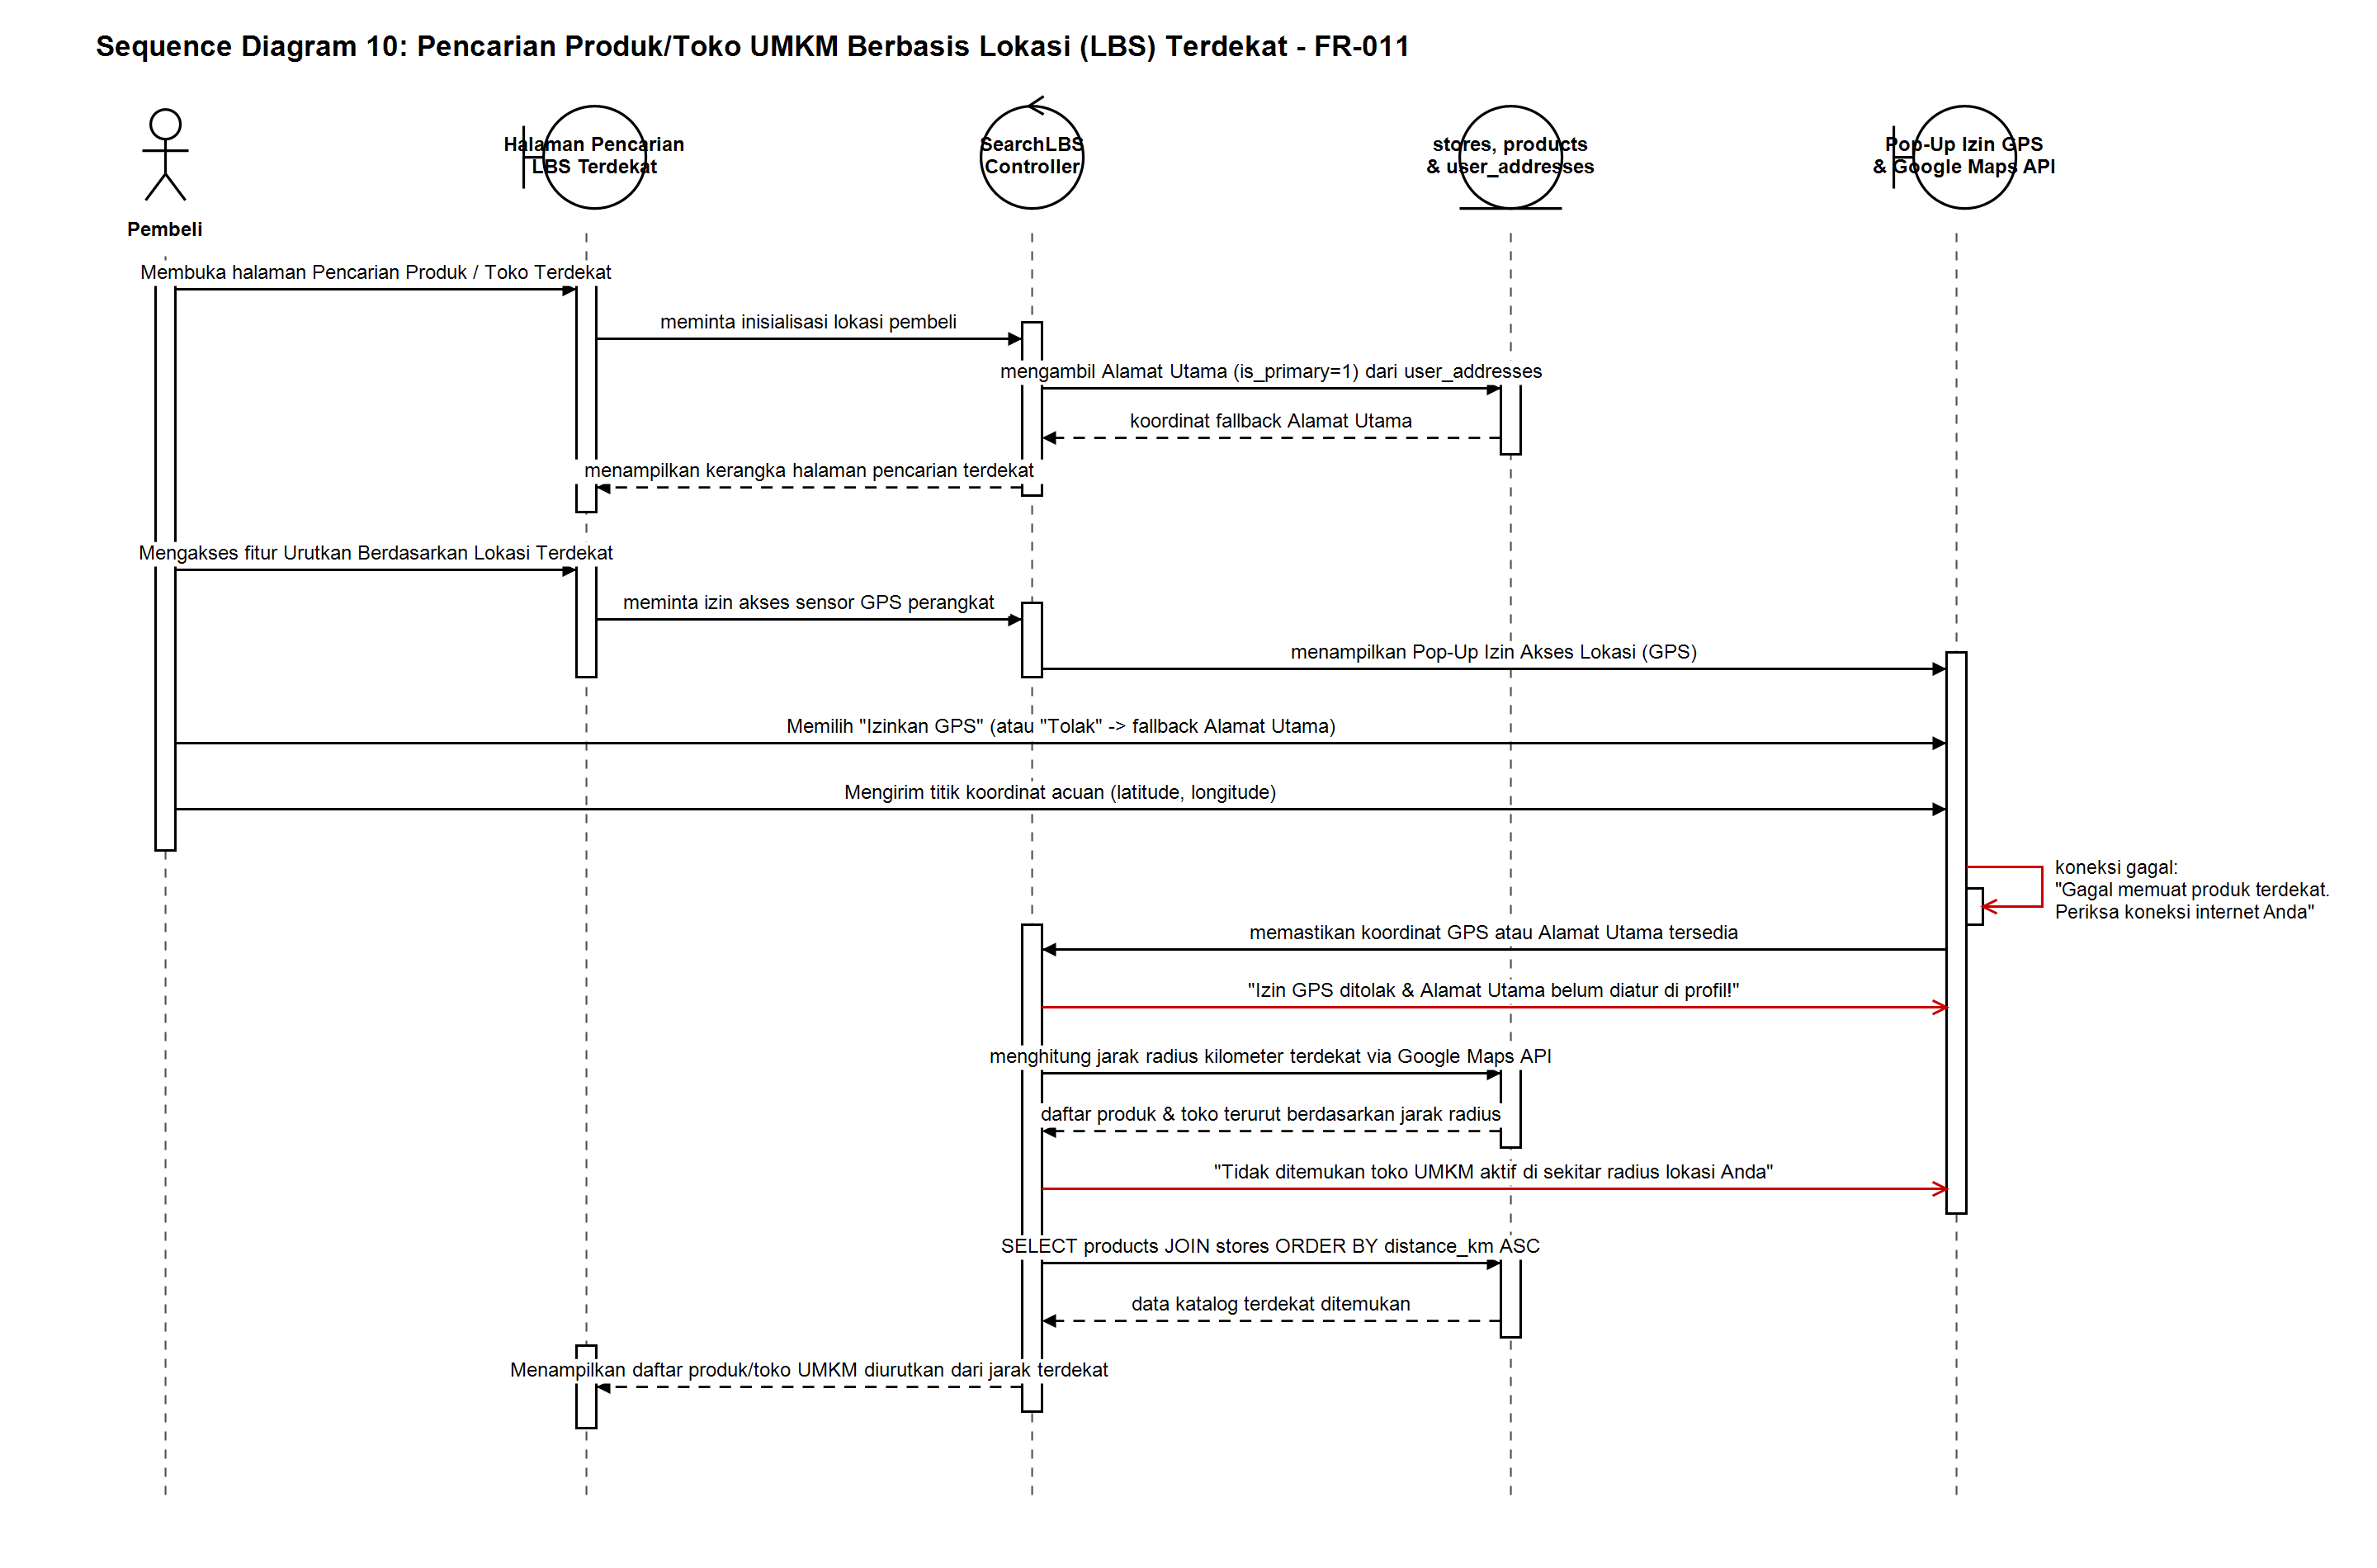 Sequence Diagram 10: Pencarian Produk/Toko UMKM Berbasis Lokasi (LBS) Terdekat - FR-011
Pembeli
Halaman Pencarian
LBS Terdekat
SearchLBS
Controller
stores, products
& user_addresses
Pop-Up Izin GPS
& Google Maps API
Membuka halaman Pencarian Produk / Toko Terdekat
meminta inisialisasi lokasi pembeli
mengambil Alamat Utama (is_primary=1) dari user_addresses
koordinat fallback Alamat Utama
menampilkan kerangka halaman pencarian terdekat
Mengakses fitur Urutkan Berdasarkan Lokasi Terdekat
meminta izin akses sensor GPS perangkat
menampilkan Pop-Up Izin Akses Lokasi (GPS)
Memilih "Izinkan GPS" (atau "Tolak" -> fallback Alamat Utama)
Mengirim titik koordinat acuan (latitude, longitude)
koneksi gagal:
"Gagal memuat produk terdekat.
Periksa koneksi internet Anda"
memastikan koordinat GPS atau Alamat Utama tersedia
"Izin GPS ditolak & Alamat Utama belum diatur di profil!"
menghitung jarak radius kilometer terdekat via Google Maps API
daftar produk & toko terurut berdasarkan jarak radius
"Tidak ditemukan toko UMKM aktif di sekitar radius lokasi Anda"
SELECT products JOIN stores ORDER BY distance_km ASC
data katalog terdekat ditemukan
Menampilkan daftar produk/toko UMKM diurutkan dari jarak terdekat